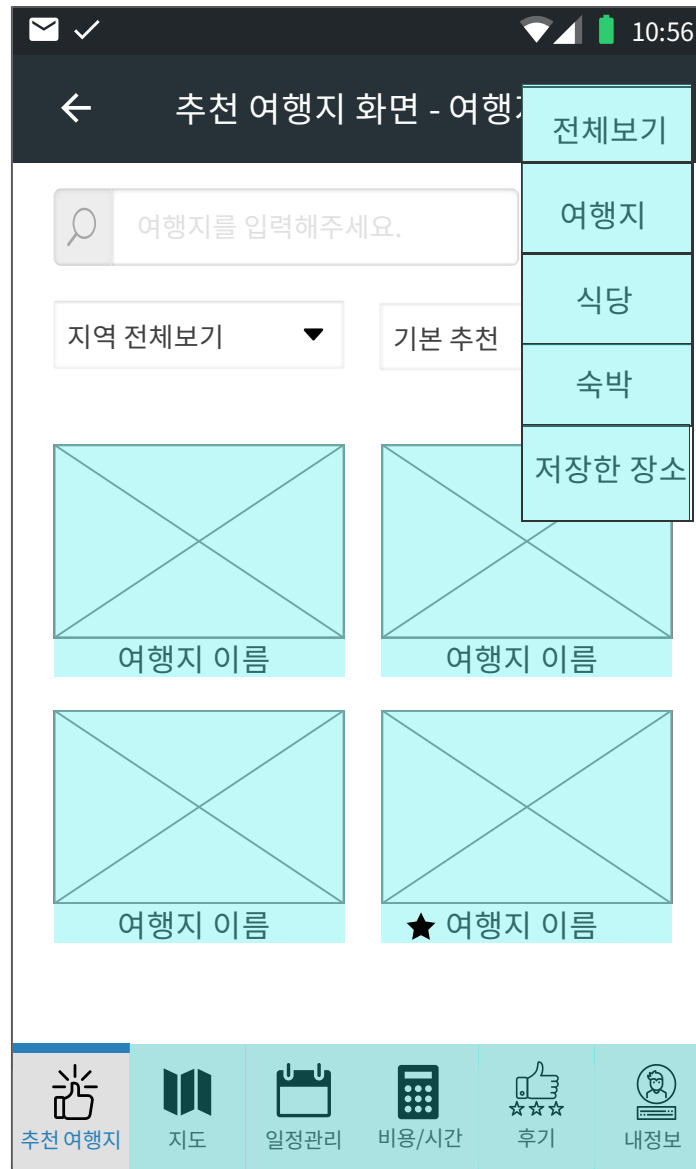 10:56
추천 여행지 화면 - 여행
전체보기
여행지
식당
숙박
저장한 장소
여행지를 입력해주세요.
지역 전체보기
기본 추천
여행지 이름
여행지 이름
여행지 이름
여행지 이름
추천 여행지
지도
일정관리
비용/시간
후기
내정보